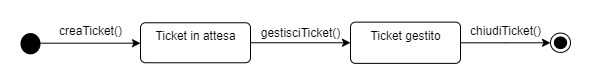 creaTicket()
Ticket in attesa
gestisciTicket()
Ticket gestito
chiudiTicket()